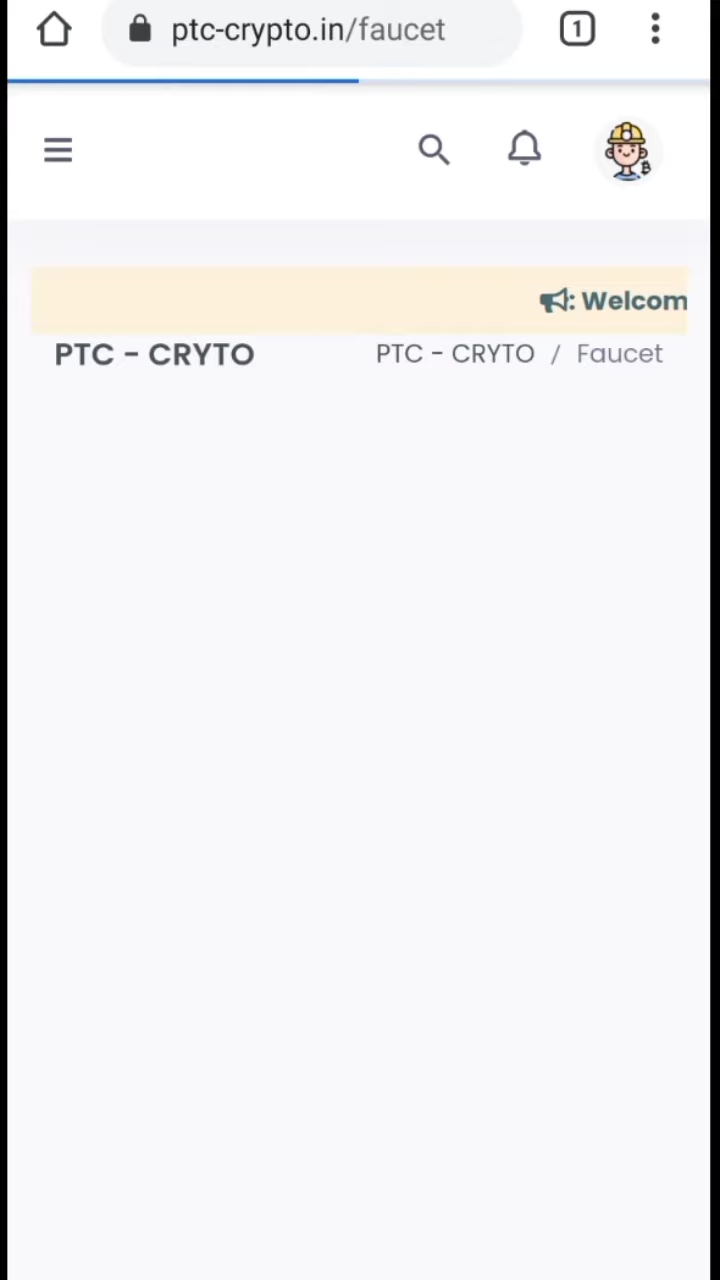 ptc-crypto.in/faucet
1
: Welcom
PTC - CRYTO
PTC - CRYTO / Faucet